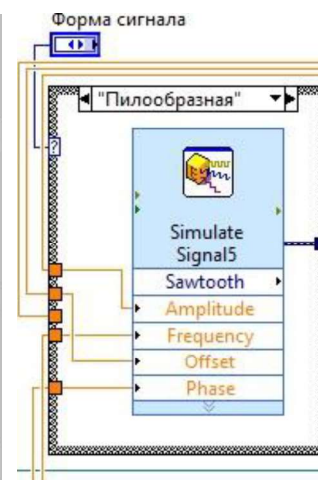 Форма сигнала
"Пилообразная"
?
Simulate
Signal5
Sawtooth
Amplitude
Frequency
Offset
Phase